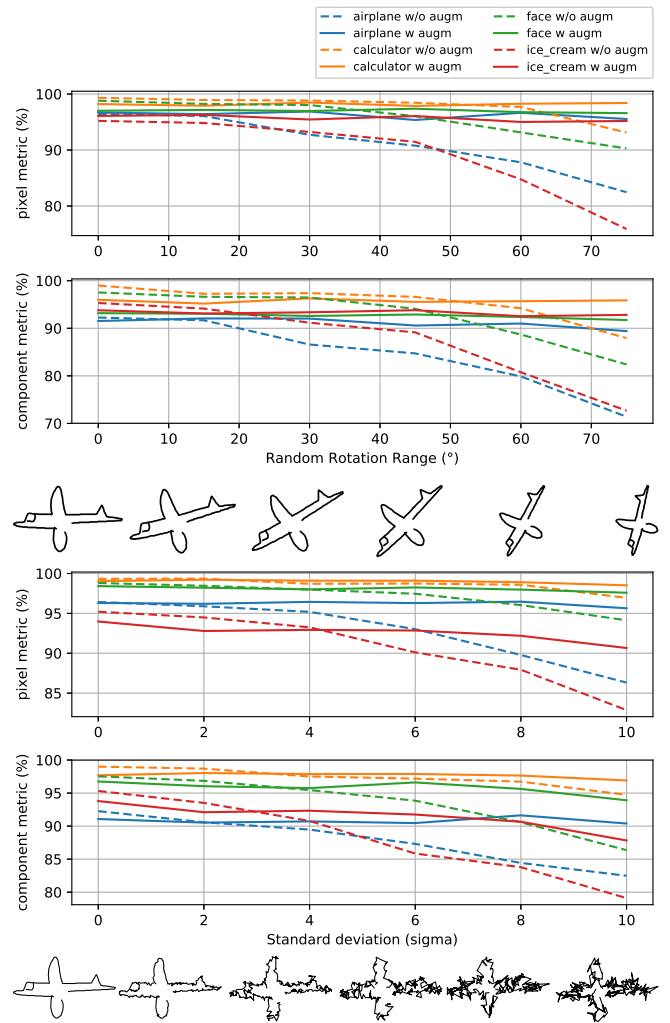 airplane w/o augm
airplane w augm
calculator w/o augm
calculator w augm
face w/o augm
face w augm
ice_cream w/o augm
ice_cream w augm
pixel metric (%)
100
90
80
0 10 20 30 40 50 60 70
component metric (%)
100
90
80
70
0 10 20 30 40 50 60 70
Random Rotation Range (°)
pixel metric (%)
100
95
90
85
0 2 4 6 8 10
component metric (%)
100
95
90
85
80
0 2 4 6 8 10
Standard deviation (sigma)